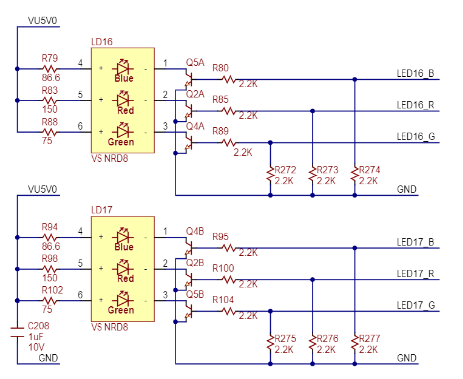 VU5V0
LD16
R79 4 + - 1 Q5A R80 LED16_B
86.6 Blue 2.2K
R83 5 + - 2 Q2A R85 LED16_R
150 Red 2.2K
R88 6 + - 3 Q4A R89 LED16_G
75 Green 2.2K
VS NRD8
R272 R273 R274
2.2K 2.2K 2.2K
GND
VU5V0
LD17
R94 4 + - 1 Q4B R95 LED17_B
86.6 Blue 2.2K
R98 5 + - 2 Q2B R100 LED17_R
150 Red 2.2K
R102 6 + - 3 Q5B R104 LED17_G
75 Green 2.2K
VS NRD8
C208
1uF
10V
R275 R276 R277
2.2K 2.2K 2.2K
GND GND